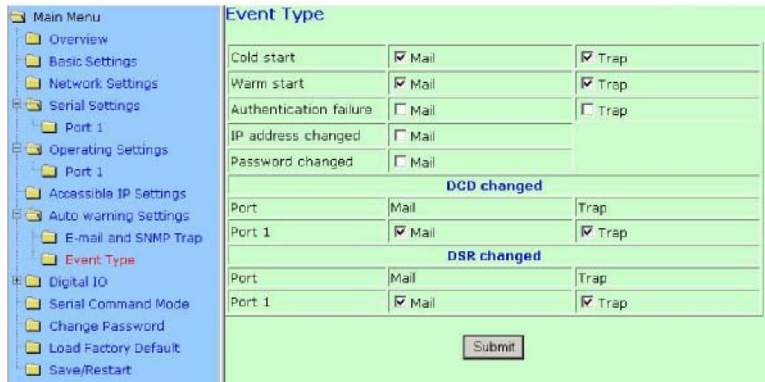 Main Menu
Overview
Basic Settings
Network Settings
Serial Settings
Port 1
Operating Settings
Port 1
Accessible IP Settings
Auto warning Settings
E-mail and SNMP Trap
Event Type
Digital IO
Serial Command Mode
Change Password
Load Factory Default
Save/Restart
Event Type
Cold start Mail Trap
Warm start Mail Trap
Authentication failure Mail Trap
IP address changed Mail
Password changed Mail
DCD changed
Port Mail Trap
Port 1 Mail Trap
DSR changed
Port Mail Trap
Port 1 Mail Trap
Submit